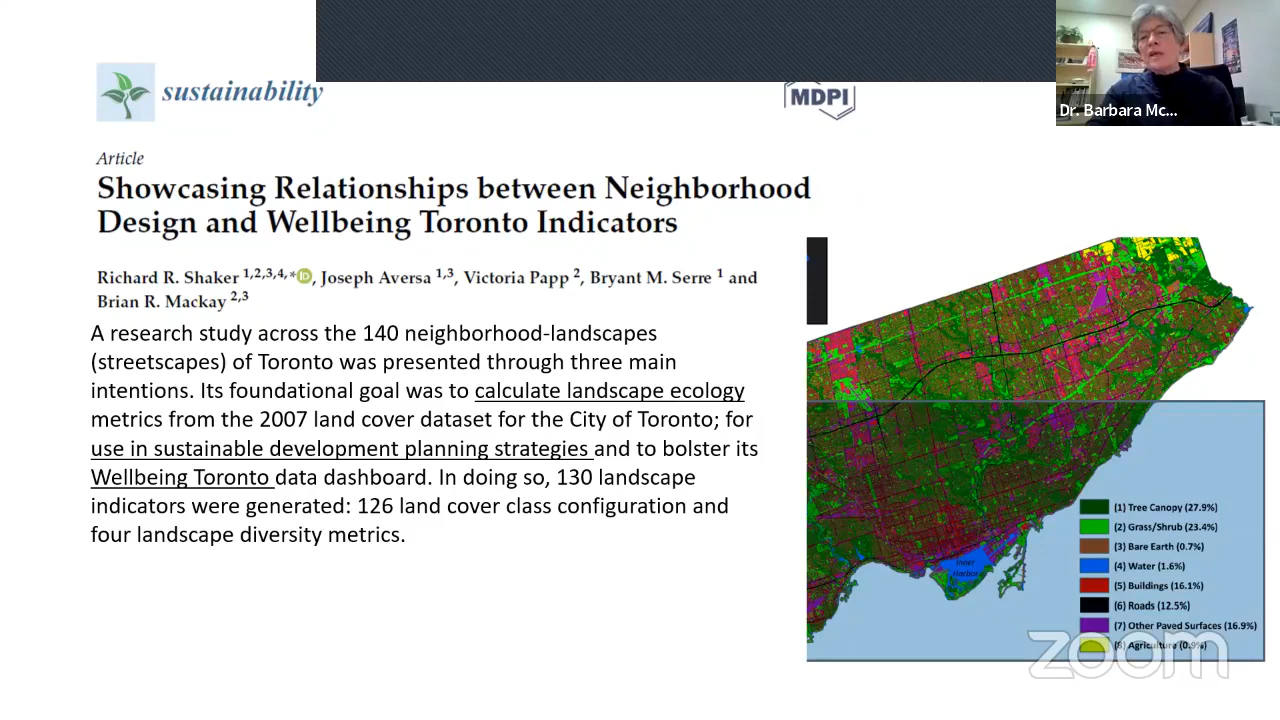 sustainability
MDPI
Dr. Barbara Mc...
Article
Showcasing Relationships between Neighborhood
Design and Wellbeing Toronto Indicators
Richard R. Shaker 1,2,3,4,* iD, Joseph Aversa 1,3, Victoria Papp 2, Bryant M. Serre 1 and
Brian R. Mackay 2,3
A research study across the 140 neighborhood-landscapes
(streetscapes) of Toronto was presented through three main
intentions. Its foundational goal was to calculate landscape ecology
metrics from the 2007 land cover dataset for the City of Toronto; for
use in sustainable development planning strategies and to bolster its
Wellbeing Toronto data dashboard. In doing so, 130 landscape
indicators were generated: 126 land cover class configuration and
four landscape diversity metrics.
Inner
Harbor
(1) Tree Canopy (27.9%)
(2) Grass/Shrub (23.4%)
(3) Bare Earth (0.7%)
(4) Water (1.6%)
(5) Buildings (16.1%)
(6) Roads (12.5%)
(7) Other Paved Surfaces (16.9%)
(8) Agriculture (0.9%)
zoom